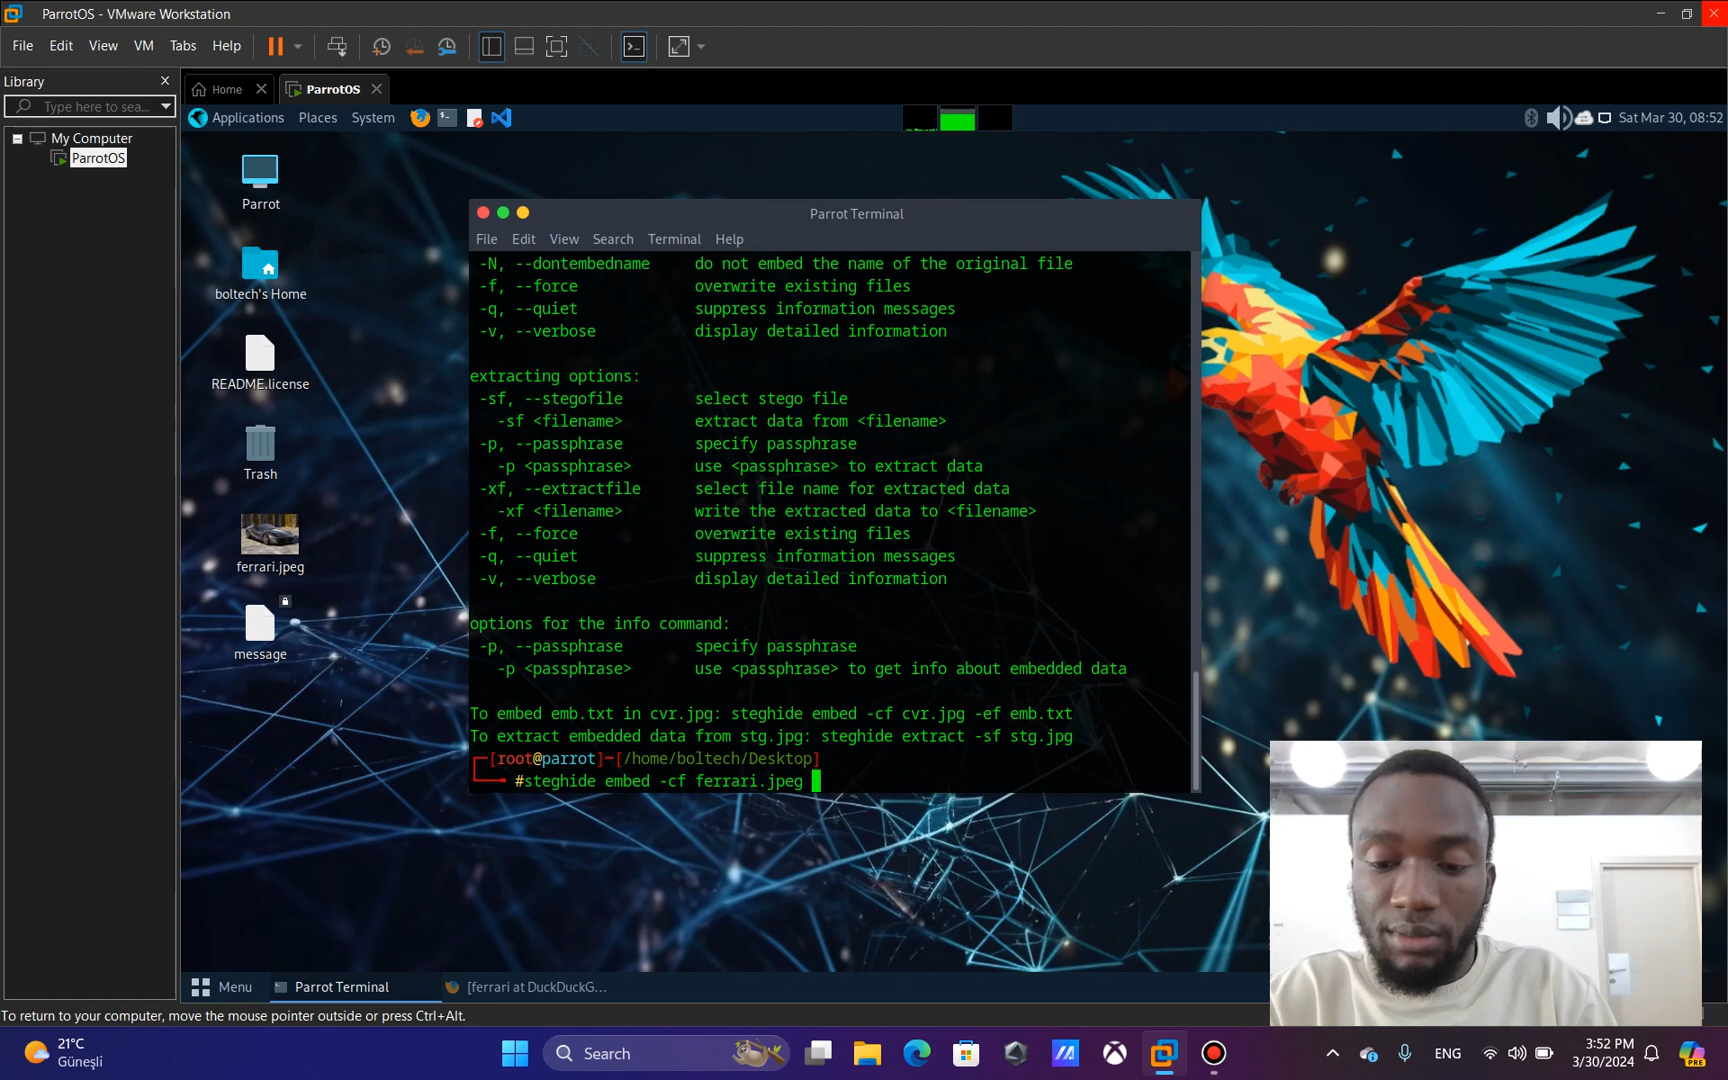 ParrotOS - VMware Workstation
File Edit View VM Tabs Help
Library
Type here to sea...
My Computer
ParrotOS
Home
ParrotOS
Applications Places System
Sat Mar 30, 08:52
Parrot
boltech's Home
README.license
Trash
ferrari.jpeg
message
Parrot Terminal
File Edit View Search Terminal Help
-N, --dontembedname do not embed the name of the original file
-f, --force overwrite existing files
-q, --quiet suppress information messages
-v, --verbose display detailed information
extracting options:
-sf, --stegofile select stego file
-sf <filename> extract data from <filename>
-p, --passphrase specify passphrase
-p <passphrase> use <passphrase> to extract data
-xf, --extractfile select file name for extracted data
-xf <filename> write the extracted data to <filename>
-f, --force overwrite existing files
-q, --quiet suppress information messages
-v, --verbose display detailed information
options for the info command:
-p, --passphrase specify passphrase
-p <passphrase> use <passphrase> to get info about embedded data
To embed emb.txt in cvr.jpg: steghide embed -cf cvr.jpg -ef emb.txt
To extract embedded data from stg.jpg: steghide extract -sf stg.jpg
┌─[root@parrot]─[/home/boltech/Desktop]
└──╼ #steghide embed -cf ferrari.jpeg
Menu
Parrot Terminal
[ferrari at DuckDuckG...
To return to your computer, move the mouse pointer outside or press Ctrl+Alt.
21°C
Güneşli
Search
ENG
3:52 PM
3/30/2024
PRE